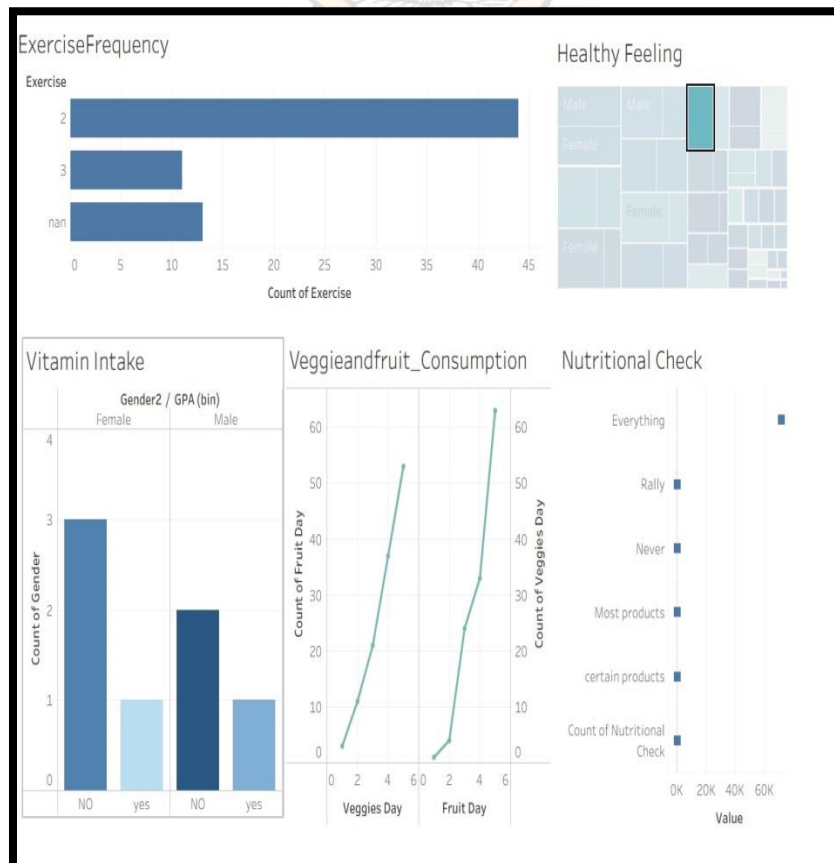 ExerciseFrequency
Exercise
2
3
nan
0 5 10 15 20 25 30 35 40 45
Count of Exercise
Healthy Feeling
Male
Male
Female
Female
Female
Vitamin Intake
Gender2 / GPA (bin)
Female Male
4
3
2
1
0
Count of Gender
NO yes NO yes
Veggieandfruit_Consumption
60
50
40
30
20
10
0
Count of Fruit Day
60
50
40
30
20
10
0
Count of Veggies Day
0 2 4 6 0 2 4 6
Veggies Day Fruit Day
Nutritional Check
Everything
Rally
Never
Most products
certain products
Count of Nutritional
Check
0K 20K 40K 60K
Value